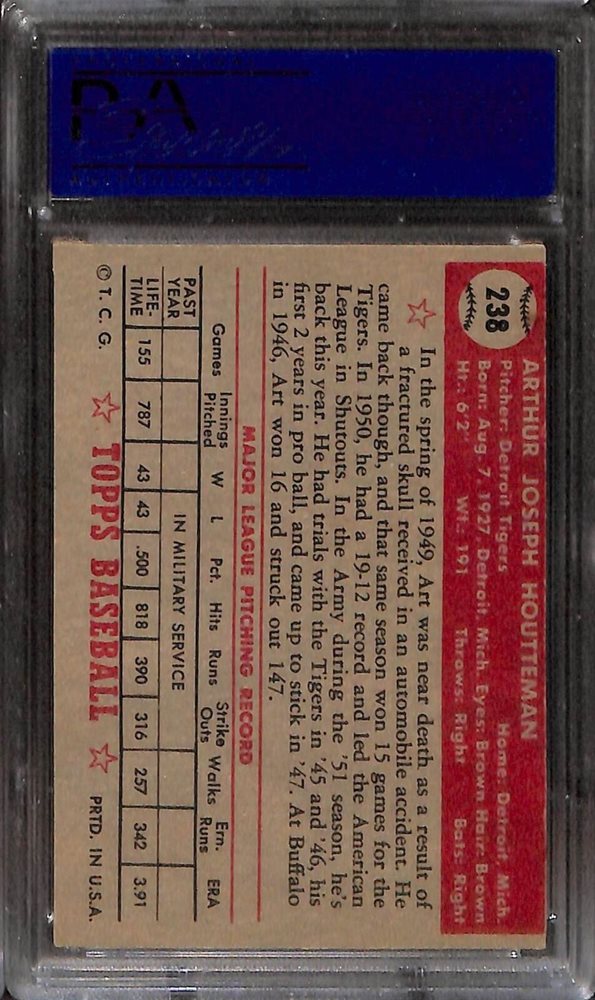 238
ARTHUR JOSEPH HOUTTEMAN
Pitcher: Detroit Tigers Home: Detroit, Mich.
Born: Aug. 7, 1927, Detroit, Mich. Eyes: Brown Hair: Brown
Ht.: 6'2" Wt.: 191 Throws: Right Bats: Right
In the spring of 1949, Art was near death as a result of
a fractured skull received in an automobile accident. He
came back though, and that same season won 15 games for the
Tigers. In 1950, he had a 19-12 record and led the American
League in Shutouts. In the Army during the '51 season, he's
back this year. He had trials with the Tigers in '45 and '46, his
first 2 years in pro ball, and came up to stick in '47. At Buffalo
in 1946, Art won 16 and struck out 147.
MAJOR LEAGUE PITCHING RECORD
Games Innings Pitched W L Pct. Hits Runs Strike Outs Walks Ern. Runs ERA
PAST YEAR IN MILITARY SERVICE
LIFE-TIME 155 787 43 43 .500 818 390 316 257 342 3.91
© T. C. G. TOPPS BASEBALL PRTD. IN U.S.A.